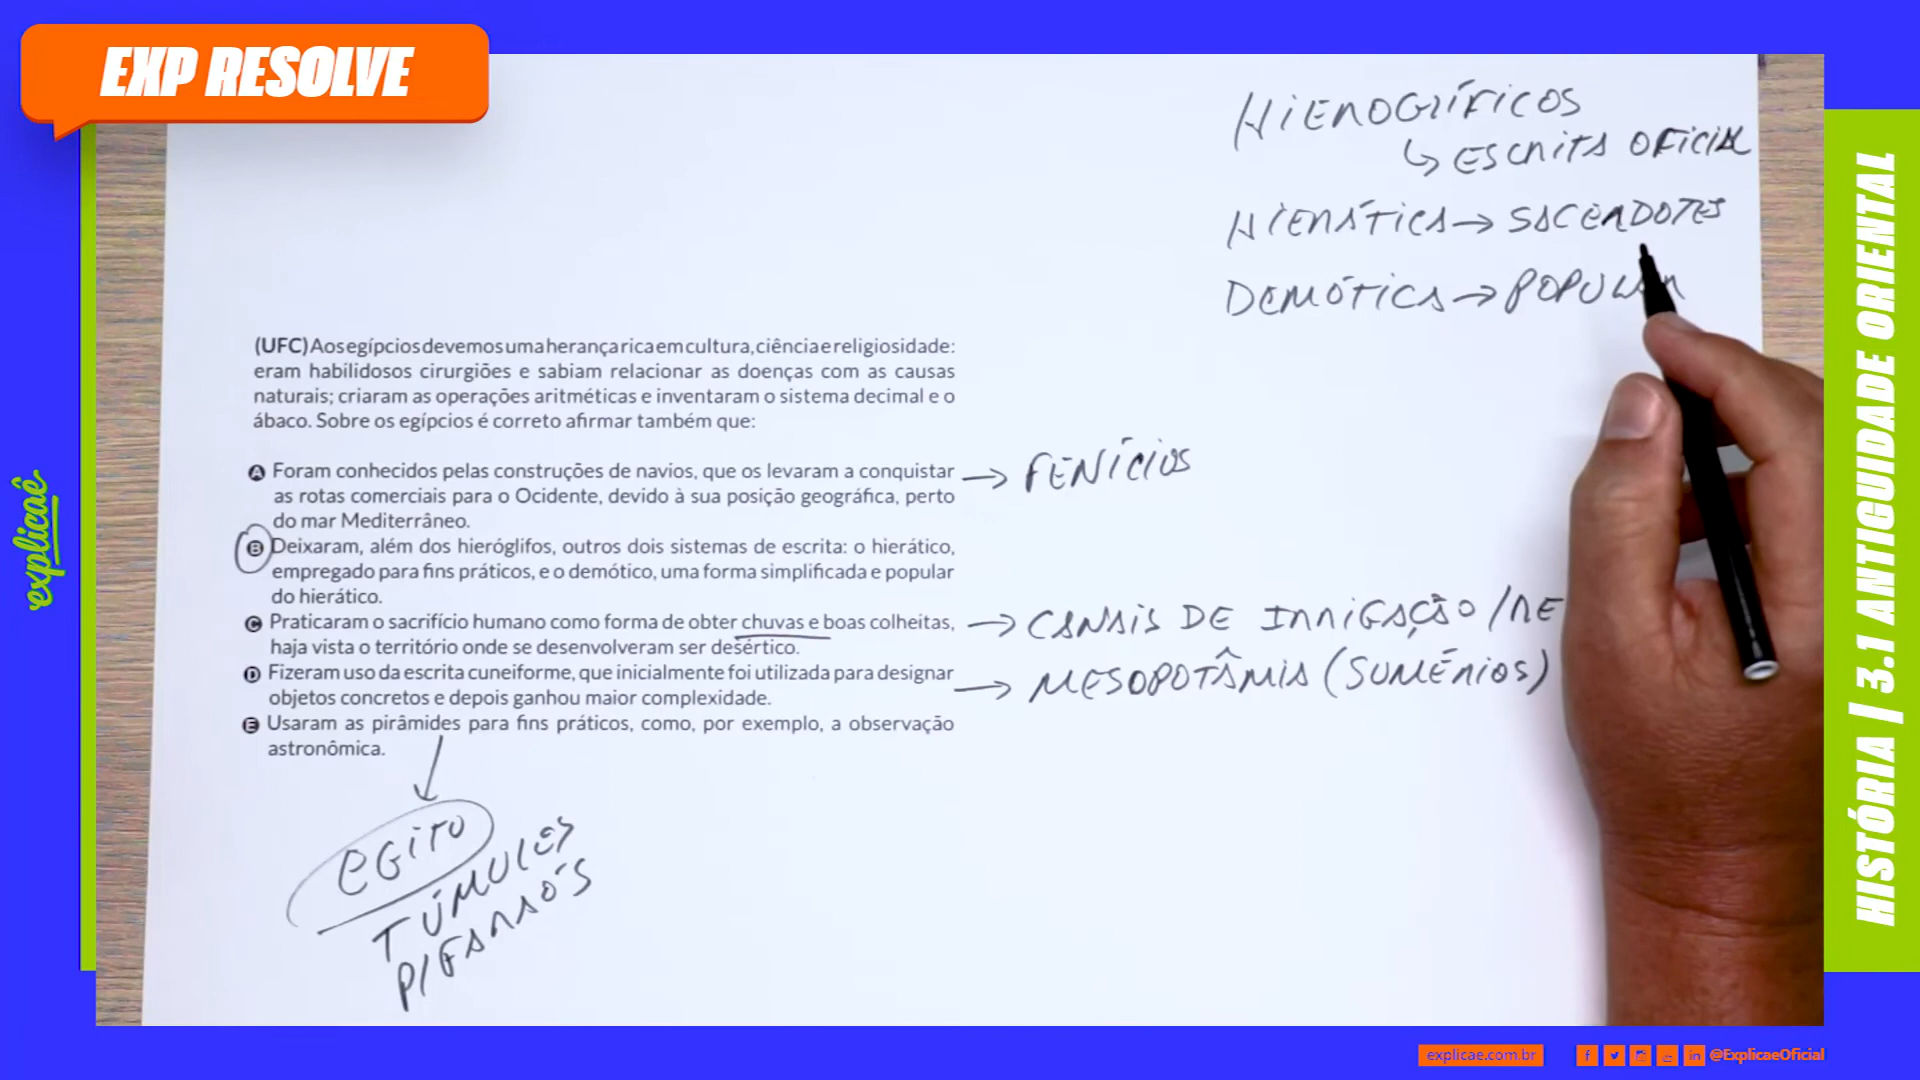 EXP RESOLVE
HIEROGLÍFICOS
↳ ESCRITA OFICIAL
HIERÁTICA → SACERDOTES
DEMÓTICA → POPULAR
(UFC) Aos egípcios devemos uma herança rica em cultura, ciência e religiosidade:
eram habilidosos cirurgiões e sabiam relacionar as doenças com as causas
naturais; criaram as operações aritméticas e inventaram o sistema decimal e o
ábaco. Sobre os egípcios é correto afirmar também que:
A Foram conhecidos pelas construções de navios, que os levaram a conquistar
as rotas comerciais para o Ocidente, devido à sua posição geográfica, perto
do mar Mediterrâneo.
→ FENÍCIOS
B Deixaram, além dos hieróglifos, outros dois sistemas de escrita: o hierático,
empregado para fins práticos, e o demótico, uma forma simplificada e popular
do hierático.
C Praticaram o sacrifício humano como forma de obter chuvas e boas colheitas,
haja vista o território onde se desenvolveram ser desértico.
→ CANAIS DE IRRIGAÇÃO / RE
D Fizeram uso da escrita cuneiforme, que inicialmente foi utilizada para designar
objetos concretos e depois ganhou maior complexidade.
→ MESOPOTÂMIA (SUMÉRIOS)
E Usaram as pirâmides para fins práticos, como, por exemplo, a observação
astronômica.
EGITO
TÚMULOS
P/ FARAÓS
explicaê
HISTÓRIA | 3.1 ANTIGUIDADE ORIENTAL
explicae.com.br
@ExplicaeOficial